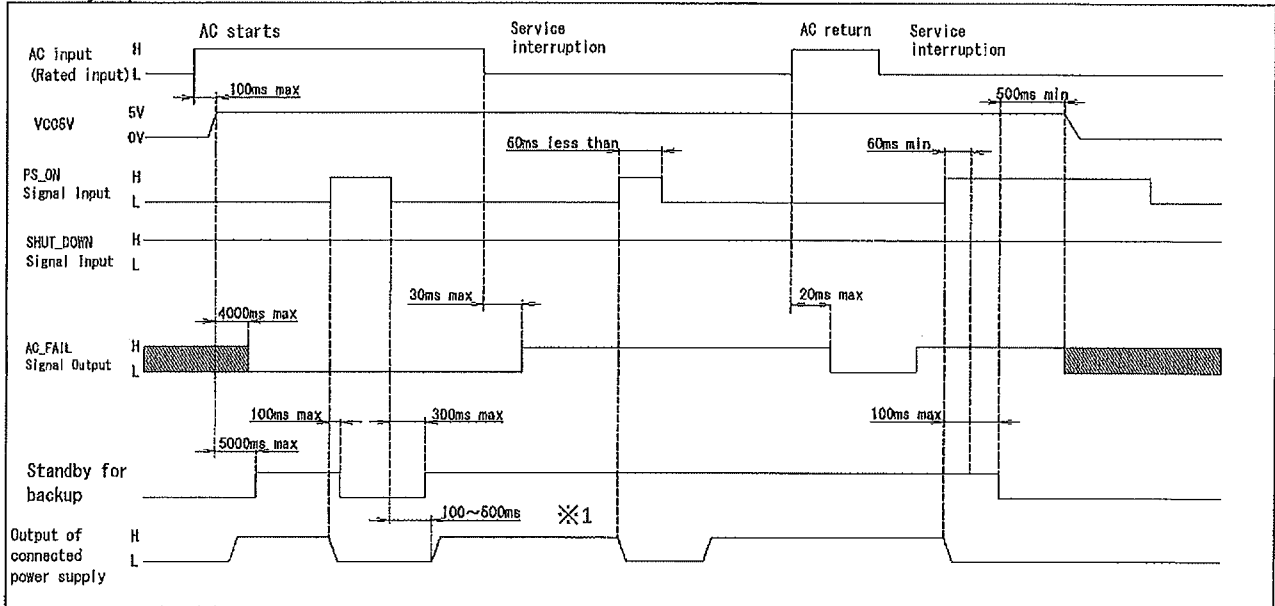 AC starts
Service
interruption
AC return
Service
interruption
AC input
(Rated input)
H
L
100ms max
500ms min
VCC5V
5V
0V
60ms less than
60ms min
PS_ON
Signal Input
H
L
SHUT_DOWN
Signal Input
H
L
30ms max
20ms max
4000ms max
AC_FAIL
Signal Output
H
L
100ms max
300ms max
100ms max
5000ms max
Standby for
backup
100~600ms
※1
Output of
connected
power supply
H
L